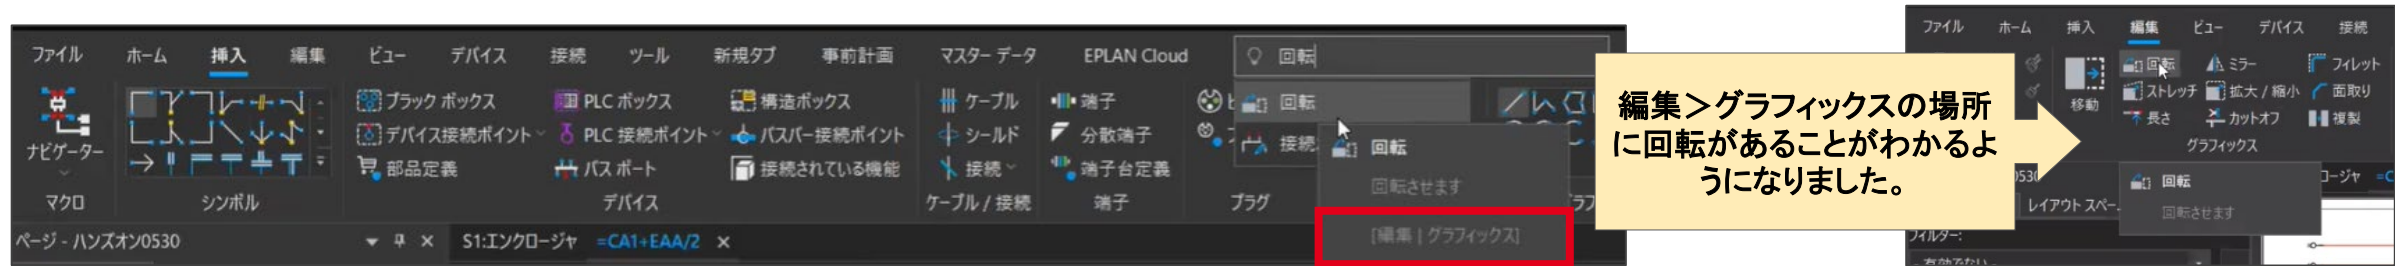 ファイル ホーム 挿入 編集 ビュー デバイス 接続 ツール 新規タブ 事前計画 マスター データ EPLAN Cloud 回転
ブラック ボックス PLC ボックス 構造ボックス ケーブル 端子 回転
デバイス接続ポイント PLC 接続ポイント バスバー接続ポイント シールド 分散端子 接続 回転
ナビゲーター
部品定義 バス ポート 接続されている機能 接続 端子台定義 回転させます
マクロ シンボル デバイス ケーブル / 接続 端子 プラグ
[編集 | グラフィックス]
ページ - ハンズオン0530 S1:エンクロージャ =CA1+EAA/2
編集＞グラフィックスの場所
に回転があることがわかるよ
うになりました。
ファイル ホーム 挿入 編集 ビュー デバイス 接続
移動 回転 ミラー フィレット
ストレッチ 拡大 / 縮小 面取り
長さ カットオフ 複製
グラフィックス
0530 回転 ロージャ =C
レイアウト スペー 回転させます
フィルター:
- 有効でない -